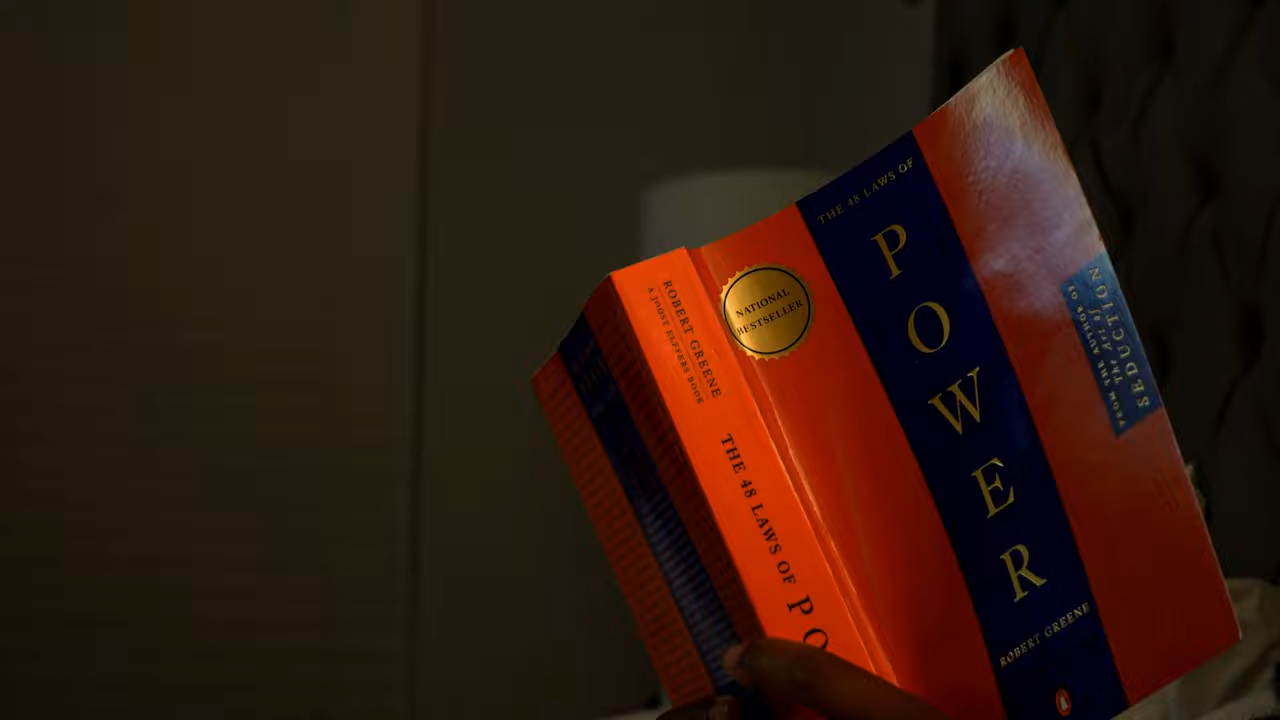 ROBERT GREENE
A JOOST ELFFERS BOOK
THE 48 LAWS OF PO
NATIONAL
BESTSELLER
THE 48 LAWS OF
POWER
ROBERT GREENE
FROM THE AUTHOR OF
The Art of
SEDUCTION